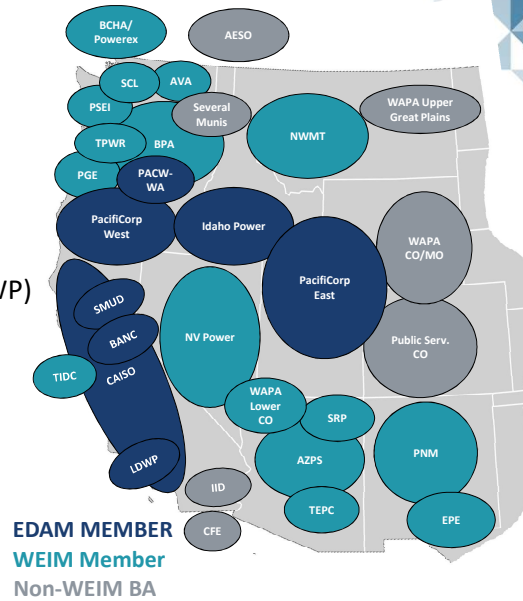 BCHA/
Powerex
AESO
SCL
AVA
PSEI
Several
Munis
WAPA Upper
Great Plains
TPWR
BPA
NWMT
PGE
PACW-
WA
PacifiCorp
West
Idaho Power
PacifiCorp
East
WAPA
CO/MO
VP)
SMUD
BANC
NV Power
Public Serv.
CO
TIDC
CAISO
WAPA
Lower
CO
SRP
LDWP
AZPS
PNM
IID
TEPC
EPE
CFE
EDAM MEMBER
WEIM Member
Non-WEIM BA